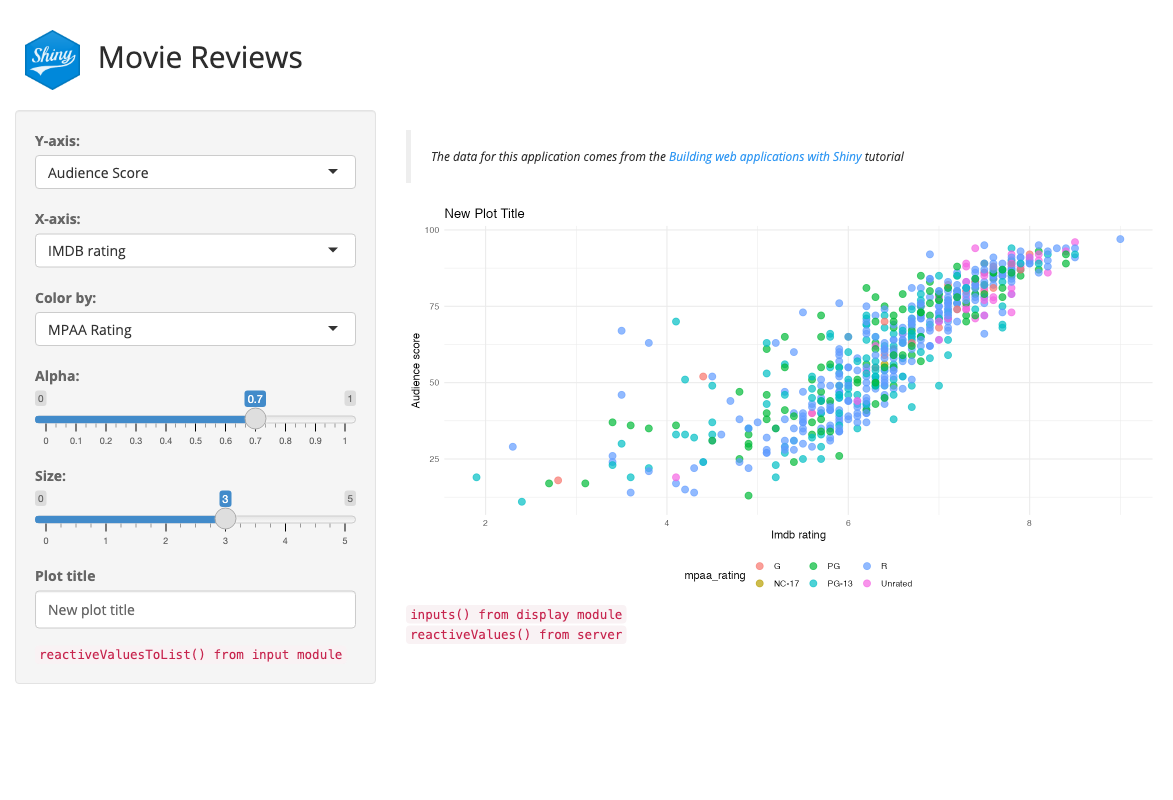 Shiny
Movie Reviews
Y-axis:
Audience Score
X-axis:
IMDB rating
Color by:
MPAA Rating
Alpha:
0 0.7 1
0 0.1 0.2 0.3 0.4 0.5 0.6 0.7 0.8 0.9 1
Size:
0 3 5
0 1 2 3 4 5
Plot title
New plot title
reactiveValuesToList() from input module
The data for this application comes from the Building web applications with Shiny tutorial
New Plot Title
100
75
50
25
Audience score
2 4 6 8
Imdb rating
mpaa_rating
G PG R
NC-17 PG-13 Unrated
inputs() from display module
reactiveValues() from server